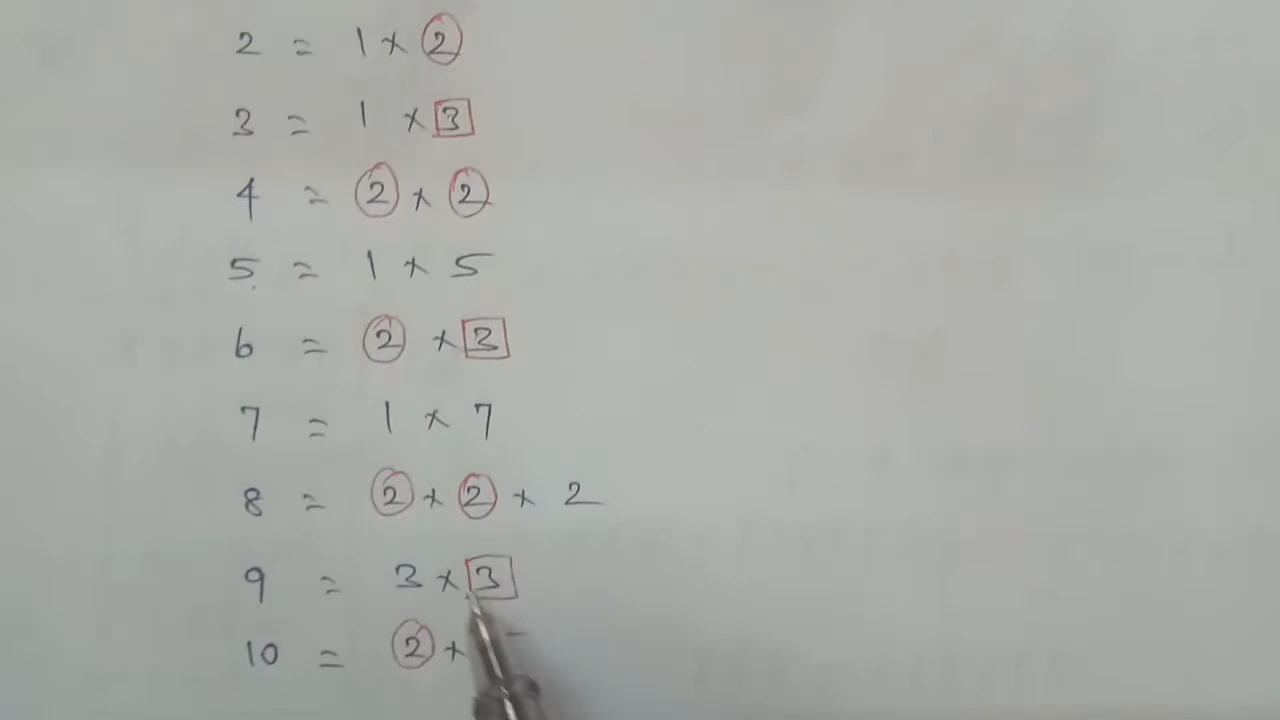 2 = 1 × 2
3 = 1 × 3
4 = 2 × 2
5 = 1 × 5
6 = 2 × 3
7 = 1 × 7
8 = 2 × 2 × 2
9 = 3 × 3
10 = 2 ×